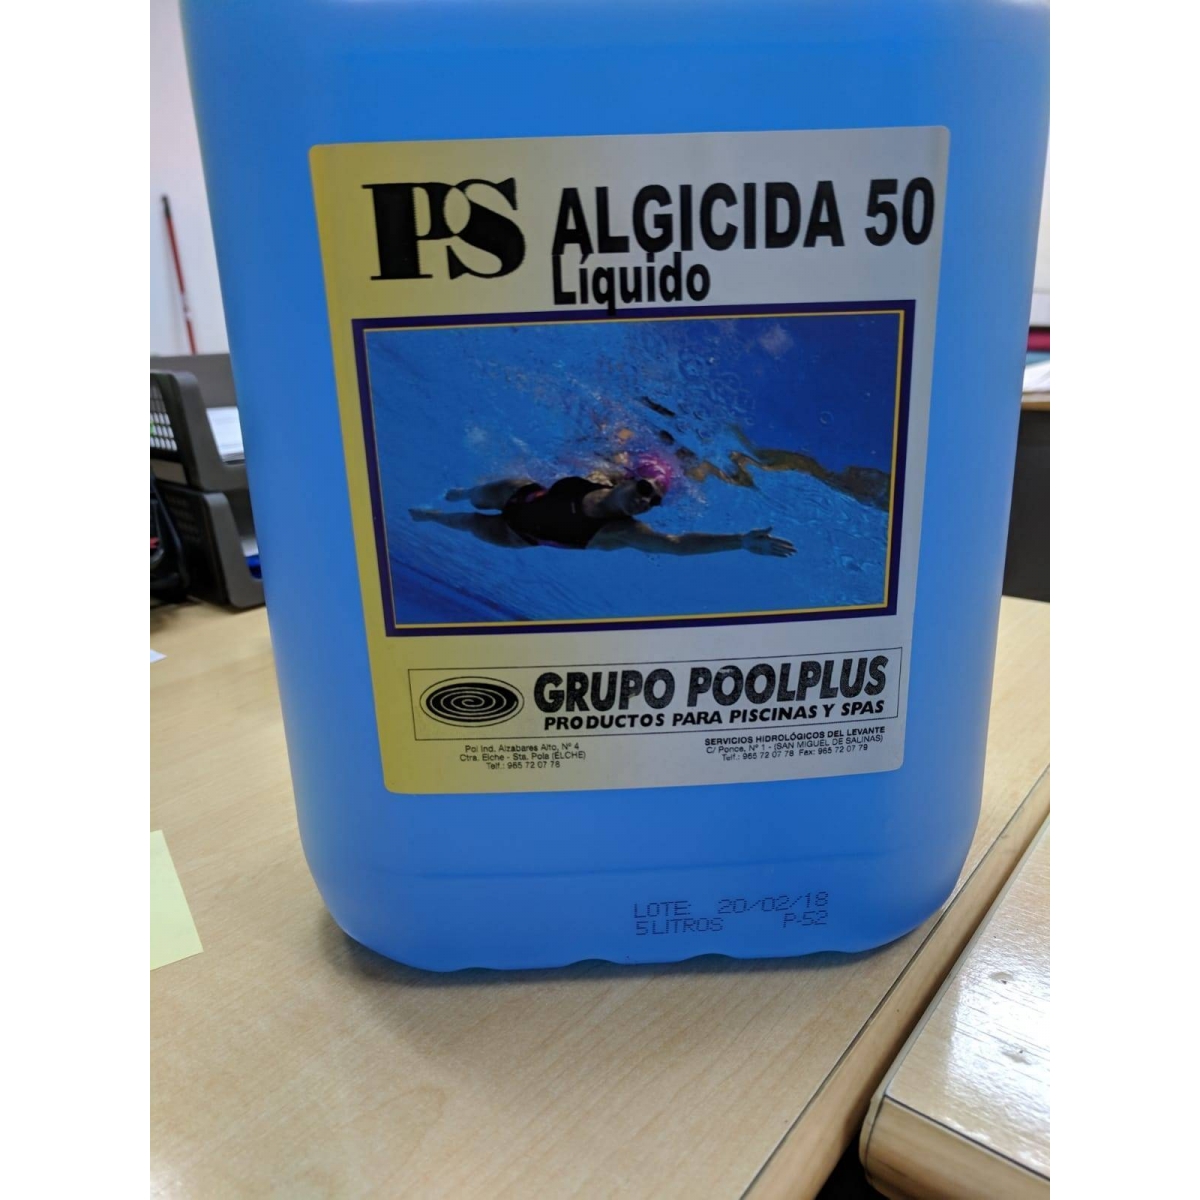 PS ALGICIDA 50
Líquido
GRUPO POOLPLUS
PRODUCTOS PARA PISCINAS Y SPAS
Pol Ind. Alzabares Alto, Nº 4
Ctra. Elche - Sta. Pola (ELCHE)
Telf.: 965 72 07 78
SERVICIOS HIDROLÓGICOS DEL LEVANTE
C/ Ponce, Nº 1 - (SAN MIGUEL DE SALINAS)
Telf.: 965 72 07 78 Fax: 965 72 07 79
LOTE: 20/02/18
5 LITROS P-52